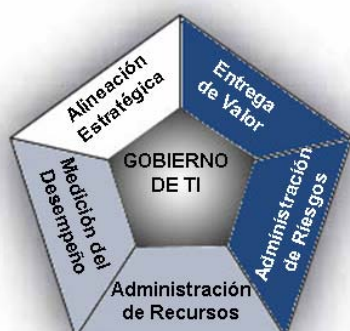 Alineación
Estratégica
Entrega
de Valor
GOBIERNO
DE TI
Medición del
Desempeño
Administración
de Riesgos
Administración
de Recursos